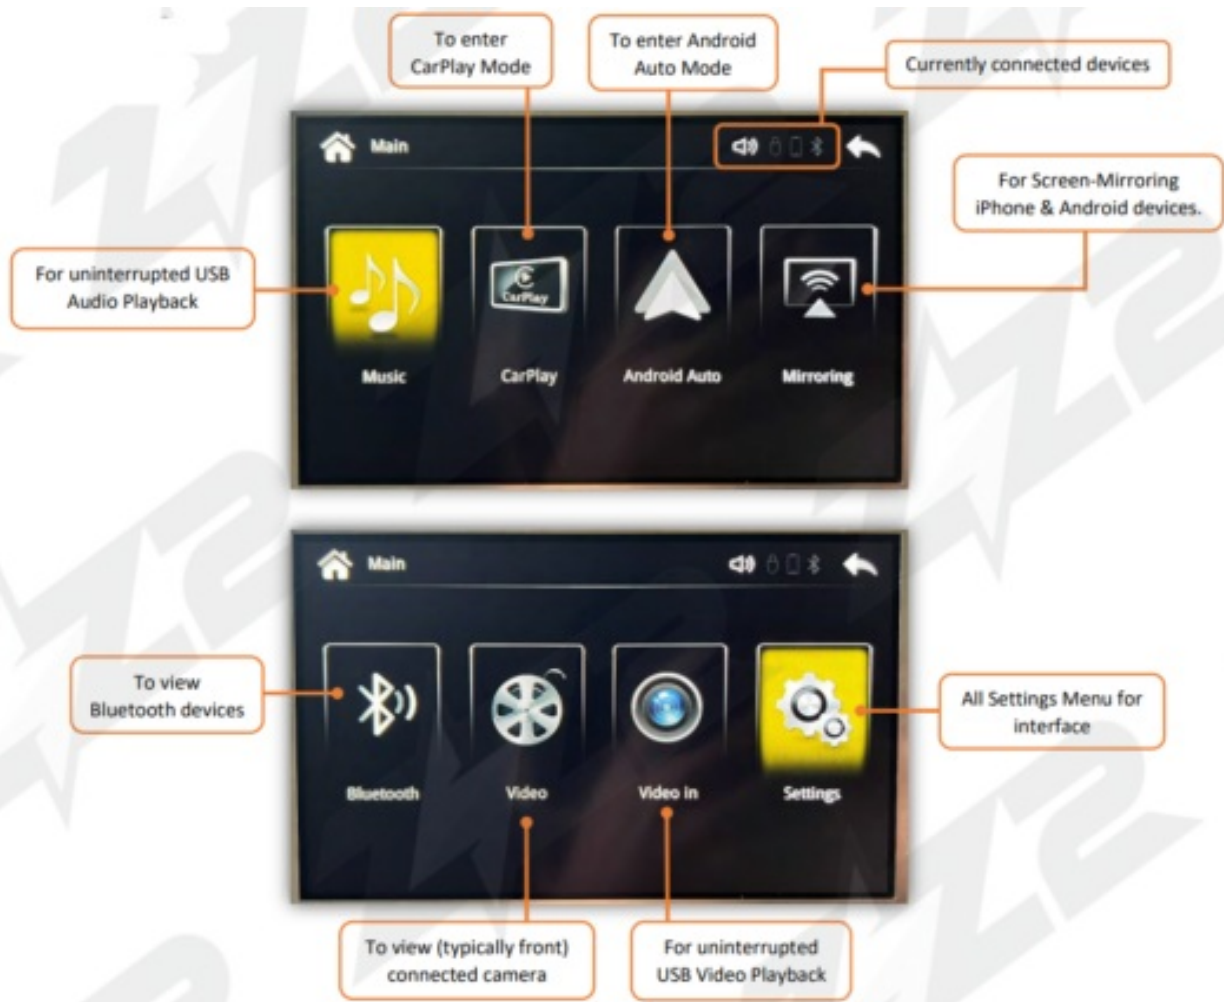 To enter
CarPlay Mode
To enter Android
Auto Mode
Currently connected devices
Main
For Screen-Mirroring
iPhone & Android devices.
For uninterrupted USB
Audio Playback
CarPlay
Music
CarPlay
Android Auto
Mirroring
Main
To view
Bluetooth devices
All Settings Menu for
interface
Bluetooth
Video
Video in
Settings
To view (typically front)
connected camera
For uninterrupted
USB Video Playback